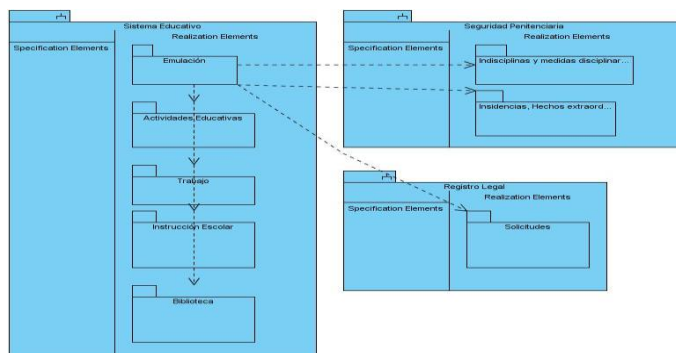 Sistema Educativo
Specification Elements
Realization Elements
Emulación
Actividades Educativas
Trabajo
Instrucción Escolar
Biblioteca
Seguridad Penitenciaria
Specification Elements
Realization Elements
Indisciplinas y medidas disciplinar...
Insidencias, Hechos extraord...
Registro Legal
Specification Elements
Realization Elements
Solicitudes